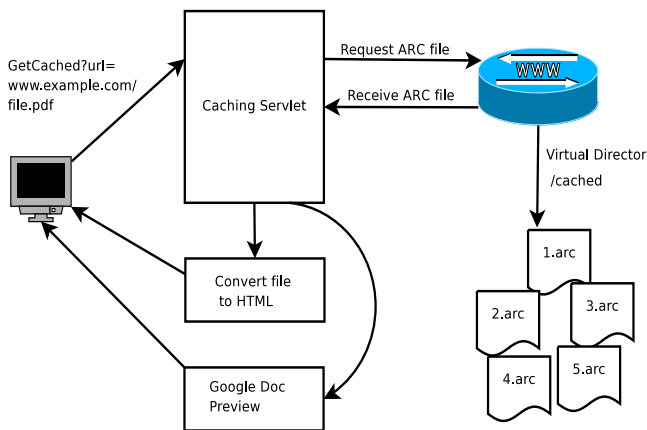 GetCached?url=
www.example.com/
file.pdf
Caching Servlet
Request ARC file
Receive ARC file
WWW
Virtual Director
/cached
1.arc
2.arc
3.arc
4.arc
5.arc
Convert file
to HTML
Google Doc
Preview